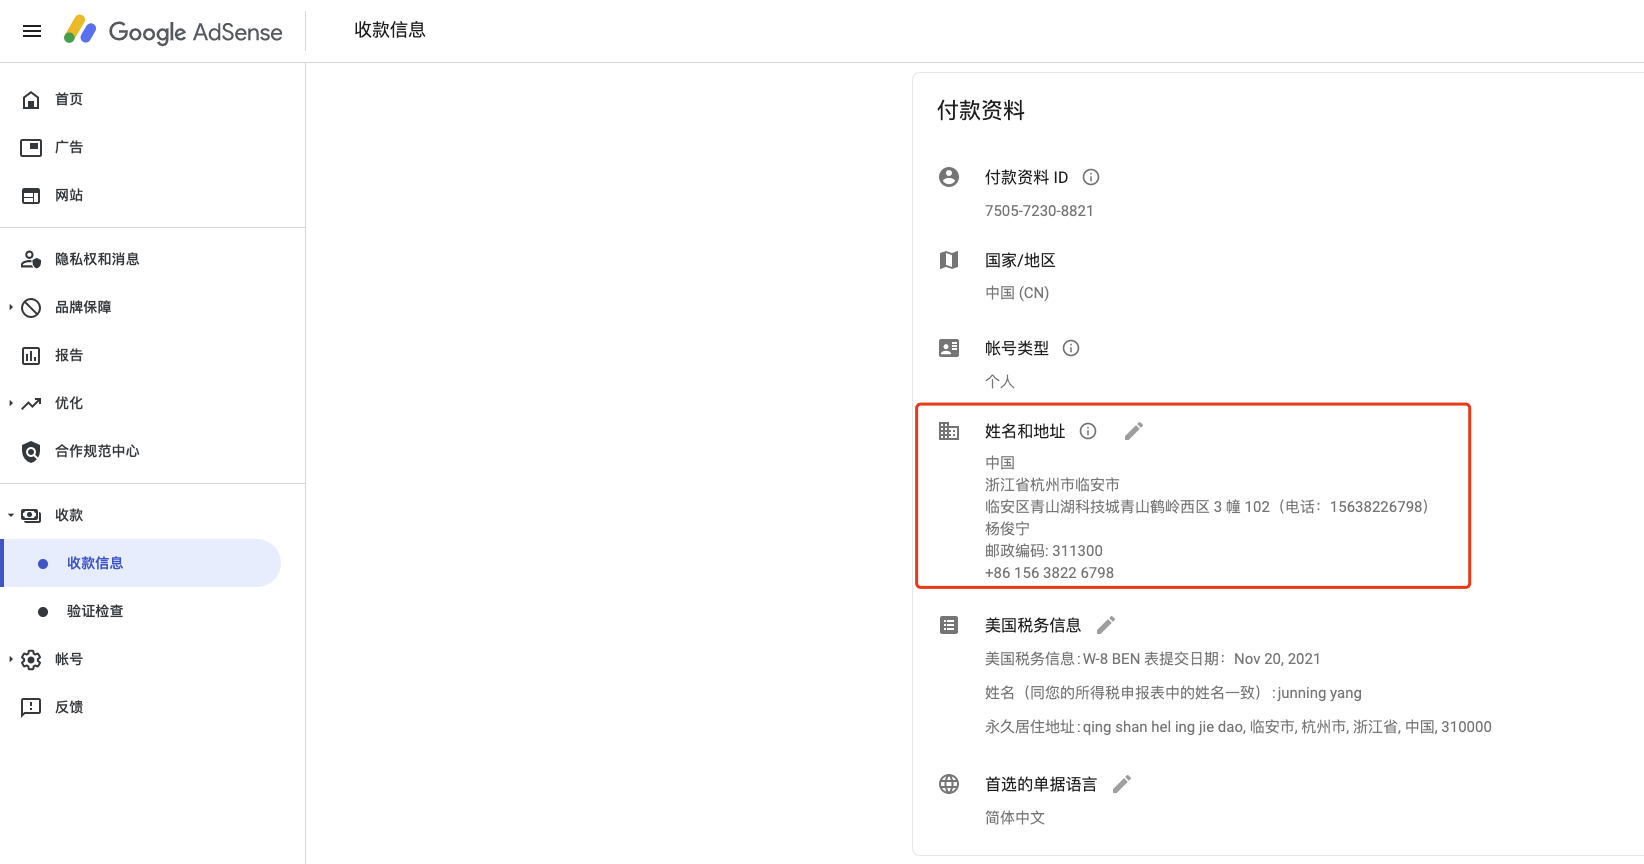 Google AdSense
收款信息
首页
广告
网站
隐私权和消息
品牌保障
报告
优化
合作规范中心
收款
收款信息
验证检查
帐号
反馈
付款资料
付款资料 ID
7505-7230-8821
国家/地区
中国 (CN)
帐号类型
个人
姓名和地址
中国
浙江省杭州市临安市
临安区青山湖科技城青山鹤岭西区 3 幢 102（电话：15638226798）
杨俊宁
邮政编码: 311300
+86 156 3822 6798
美国税务信息
美国税务信息:W-8 BEN 表提交日期：Nov 20, 2021
姓名（同您的所得税申报表中的姓名一致）:junning yang
永久居住地址:qing shan hel ing jie dao, 临安市, 杭州市, 浙江省, 中国, 310000
首选的单据语言
简体中文